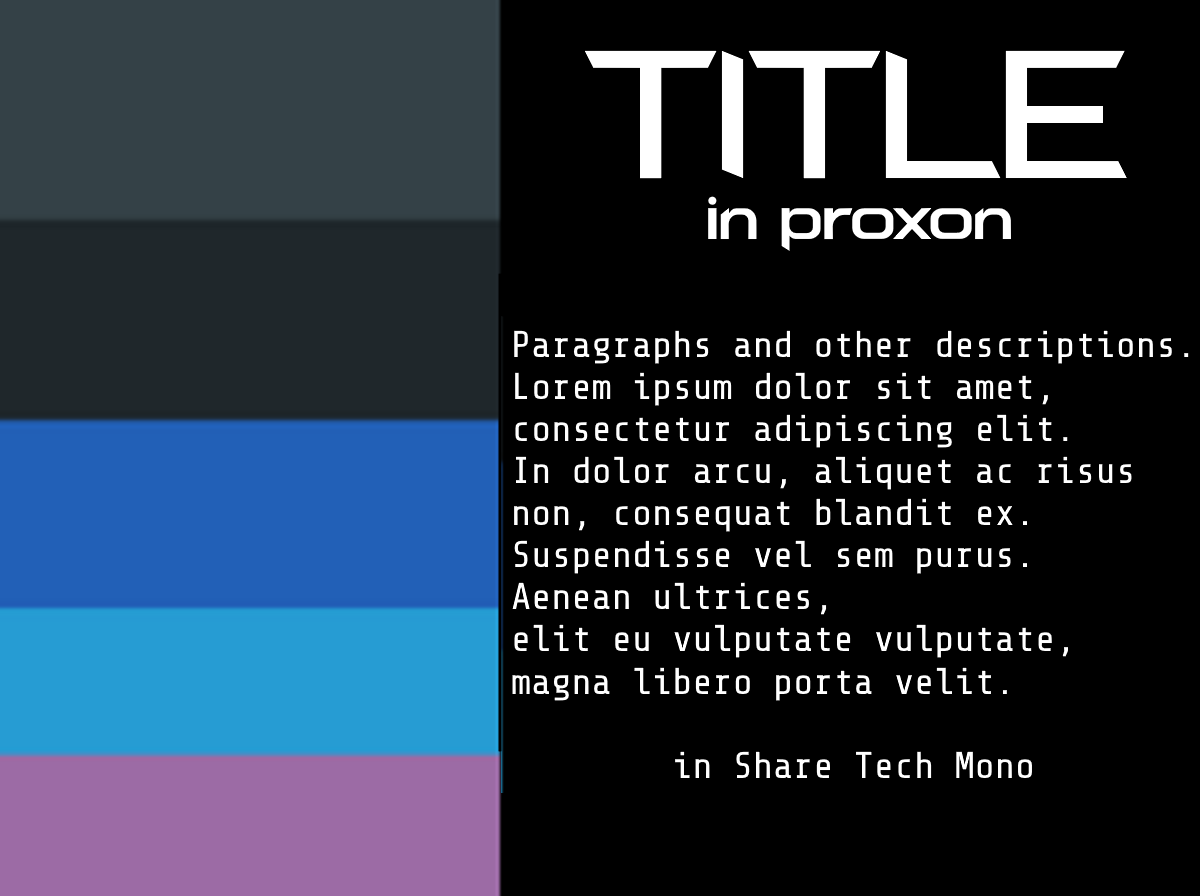 TITLE
in proxon
Paragraphs and other descriptions.
Lorem ipsum dolor sit amet,
consectetur adipiscing elit.
In dolor arcu, aliquet ac risus
non, consequat blandit ex.
Suspendisse vel sem purus.
Aenean ultrices,
elit eu vulputate vulputate,
magna libero porta velit.
in Share Tech Mono